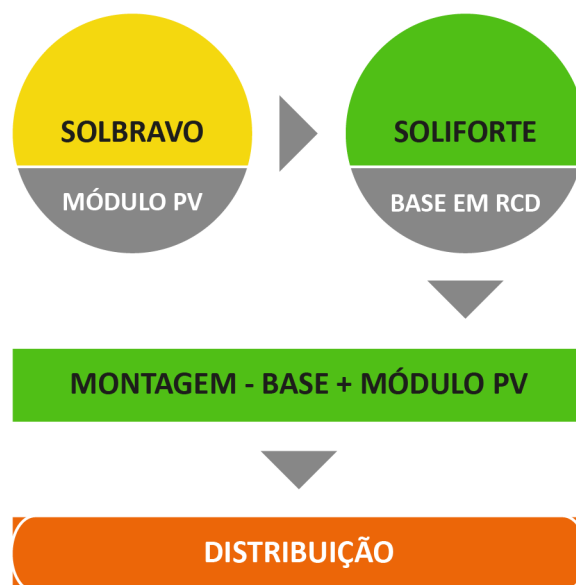 SOLBRAVO
MÓDULO PV
SOLIFORTE
BASE EM RCD
MONTAGEM - BASE + MÓDULO PV
DISTRIBUIÇÃO